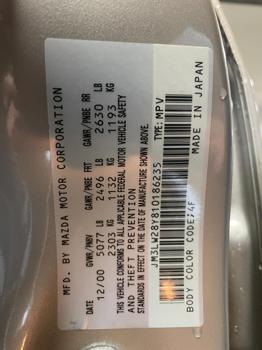 MFD. BY MAZDA MOTOR CORPORATION
DATE GVWR/PNBV GAWR/PNBE FRT GAWR/PNBE RR
12/00 5077 LB 2496 LB 2630 LB
2303 KG 1132 KG 1193 KG
THIS VEHICLE CONFORMS TO ALL APPLICABLE FEDERAL MOTOR VEHICLE SAFETY
AND THEFT PREVENTION
STANDARDS IN EFFECT ON THE DATE OF MANUFACTURE SHOWN ABOVE.
JM3LW28Y810186235 TYPE: MPV
BODY COLOR CODE;4F MADE IN JAPAN